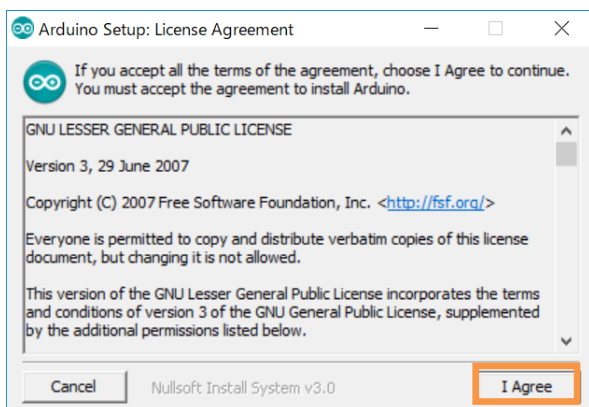 Arduino Setup: License Agreement
If you accept all the terms of the agreement, choose I Agree to continue.
You must accept the agreement to install Arduino.
GNU LESSER GENERAL PUBLIC LICENSE
Version 3, 29 June 2007
Copyright (C) 2007 Free Software Foundation, Inc. <http://fsf.org/>
Everyone is permitted to copy and distribute verbatim copies of this license
document, but changing it is not allowed.
This version of the GNU Lesser General Public License incorporates the terms
and conditions of version 3 of the GNU General Public License, supplemented
by the additional permissions listed below.
Cancel Nullsoft Install System v3.0 I Agree